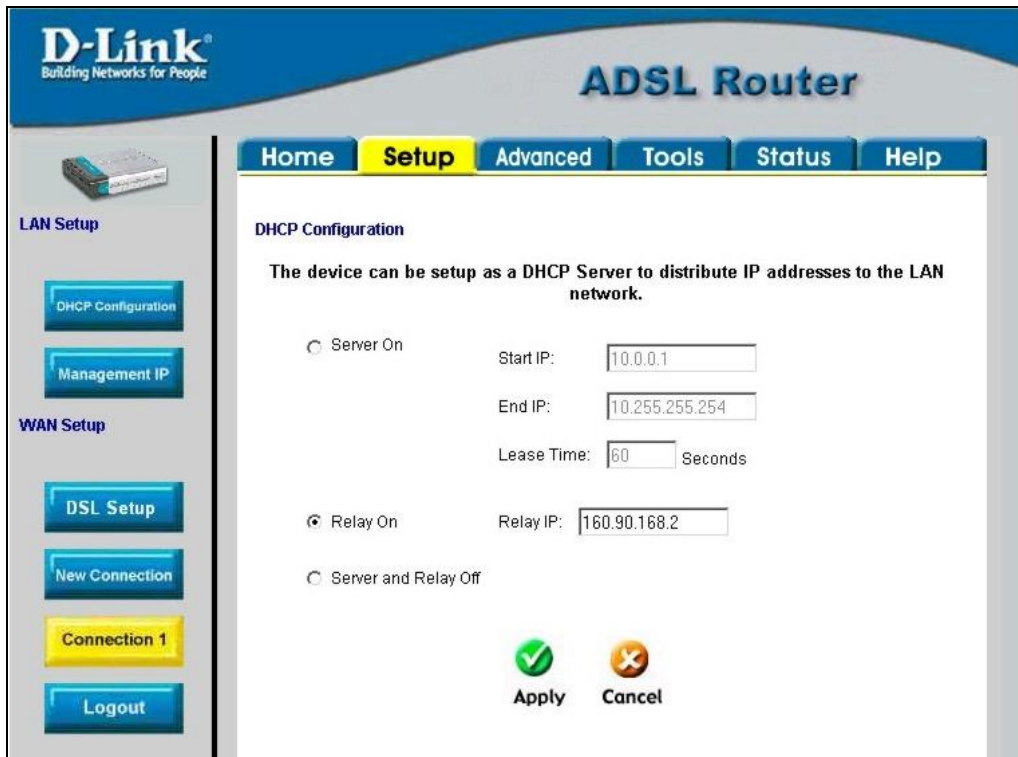 D-Link®
Building Networks for People
ADSL Router
Home
Setup
Advanced
Tools
Status
Help
LAN Setup
DHCP Configuration
Management IP
WAN Setup
DSL Setup
New Connection
Connection 1
Logout
DHCP Configuration
The device can be setup as a DHCP Server to distribute IP addresses to the LAN
network.
Server On
Start IP: 10.0.0.1
End IP: 10.255.255.254
Lease Time: 60 Seconds
Relay On
Relay IP: 160.90.168.2
Server and Relay Off
Apply
Cancel